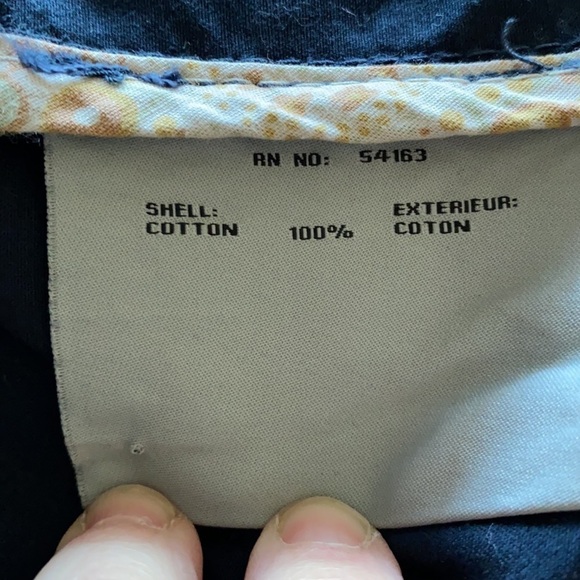 RN NO: 54163
SHELL: EXTERIEUR:
COTTON 100% COTON